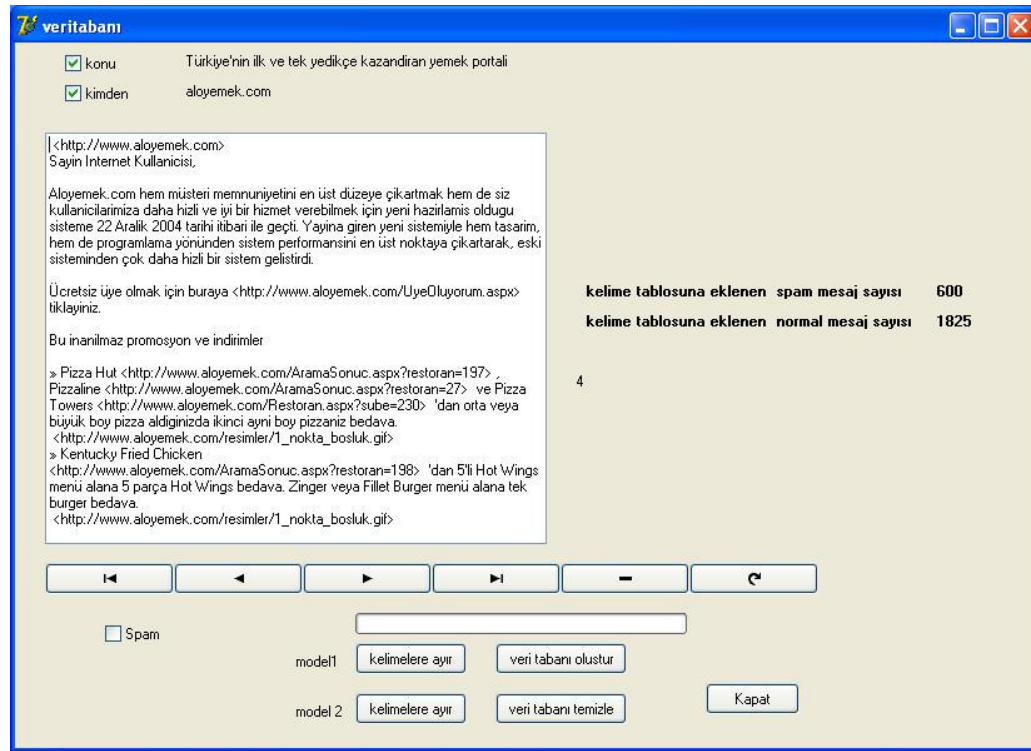 veritabanı
konu Türkiye'nin ilk ve tek yedikçe kazandiran yemek portali
kimden aloyemek.com
<http://www.aloyemek.com>
Sayin Internet Kullanicisi,
Aloyemek.com hem müsteri memnuniyetini en üst düzeye çikartmak hem de siz
kullanicilarimiza daha hizli ve iyi bir hizmet verebilmek için yeni hazirlamis oldugu
sisteme 22 Aralik 2004 tarihi itibari ile geçti. Yayina giren yeni sistemiyle hem tasarim,
hem de programlama yönünden sistem performansini en üst noktaya çikartarak, eski
sisteminden çok daha hizli bir sistem gelistirdi.
Ücretsiz üye olmak için buraya <http://www.aloyemek.com/UyeOluyorum.aspx>
tiklayiniz.
Bu inanilmaz promosyon ve indirimler
» Pizza Hut <http://www.aloyemek.com/AramaSonuc.aspx?restoran=197> ,
Pizzaline <http://www.aloyemek.com/AramaSonuc.aspx?restoran=27> ve Pizza
Towers <http://www.aloyemek.com/Restoran.aspx?sube=230> 'dan orta veya
büyük boy pizza aldiginizda ikinci ayni boy pizzaniz bedava.
<http://www.aloyemek.com/resimler/1_nokta_bosluk.gif>
» Kentucky Fried Chicken
<http://www.aloyemek.com/AramaSonuc.aspx?restoran=198> 'dan 5'li Hot Wings
menü alana 5 parça Hot Wings bedava. Zinger veya Fillet Burger menü alana tek
burger bedava.
<http://www.aloyemek.com/resimler/1_nokta_bosluk.gif>
kelime tablosuna eklenen spam mesaj sayısı 600
kelime tablosuna eklenen normal mesaj sayısı 1825
4
Spam
model1 kelimelere ayır veri tabanı olustur
model 2 kelimelere ayır veri tabanı temizle
Kapat